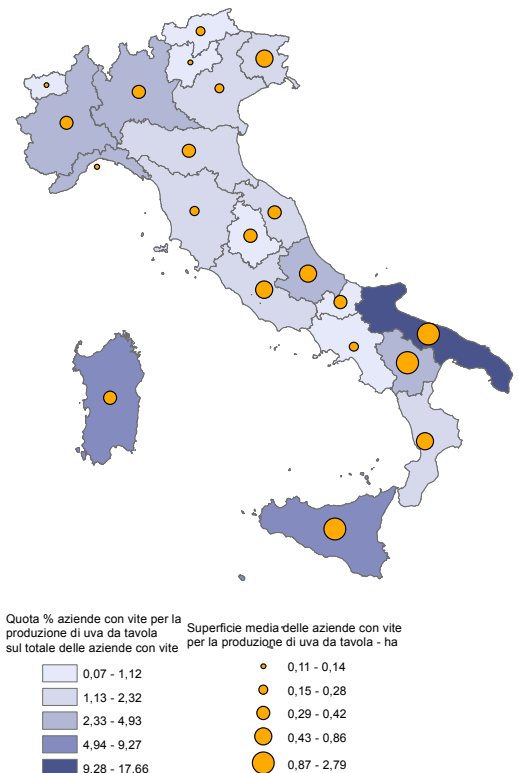 Quota % aziende con vite per la
produzione di uva da tavola
sul totale delle aziende con vite
0,07 - 1,12
1,13 - 2,32
2,33 - 4,93
4,94 - 9,27
9,28 - 17,66
Superficie media delle aziende con vite
per la produzione di uva da tavola - ha
0,11 - 0,14
0,15 - 0,28
0,29 - 0,42
0,43 - 0,86
0,87 - 2,79